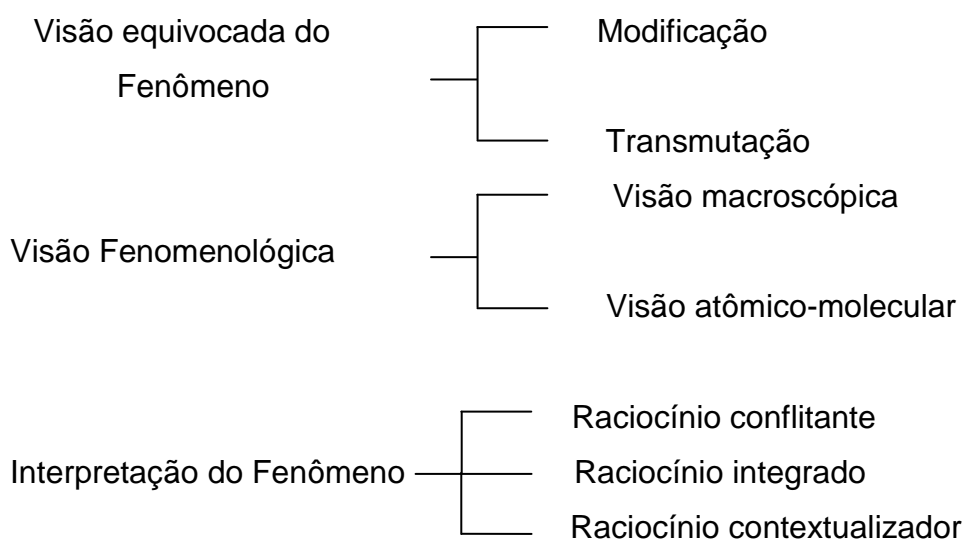 Visão equivocada do
Fenômeno
Modificação
Transmutação
Visão Fenomenológica
Visão macroscópica
Visão atômico-molecular
Interpretação do Fenômeno
Raciocínio conflitante
Raciocínio integrado
Raciocínio contextualizador